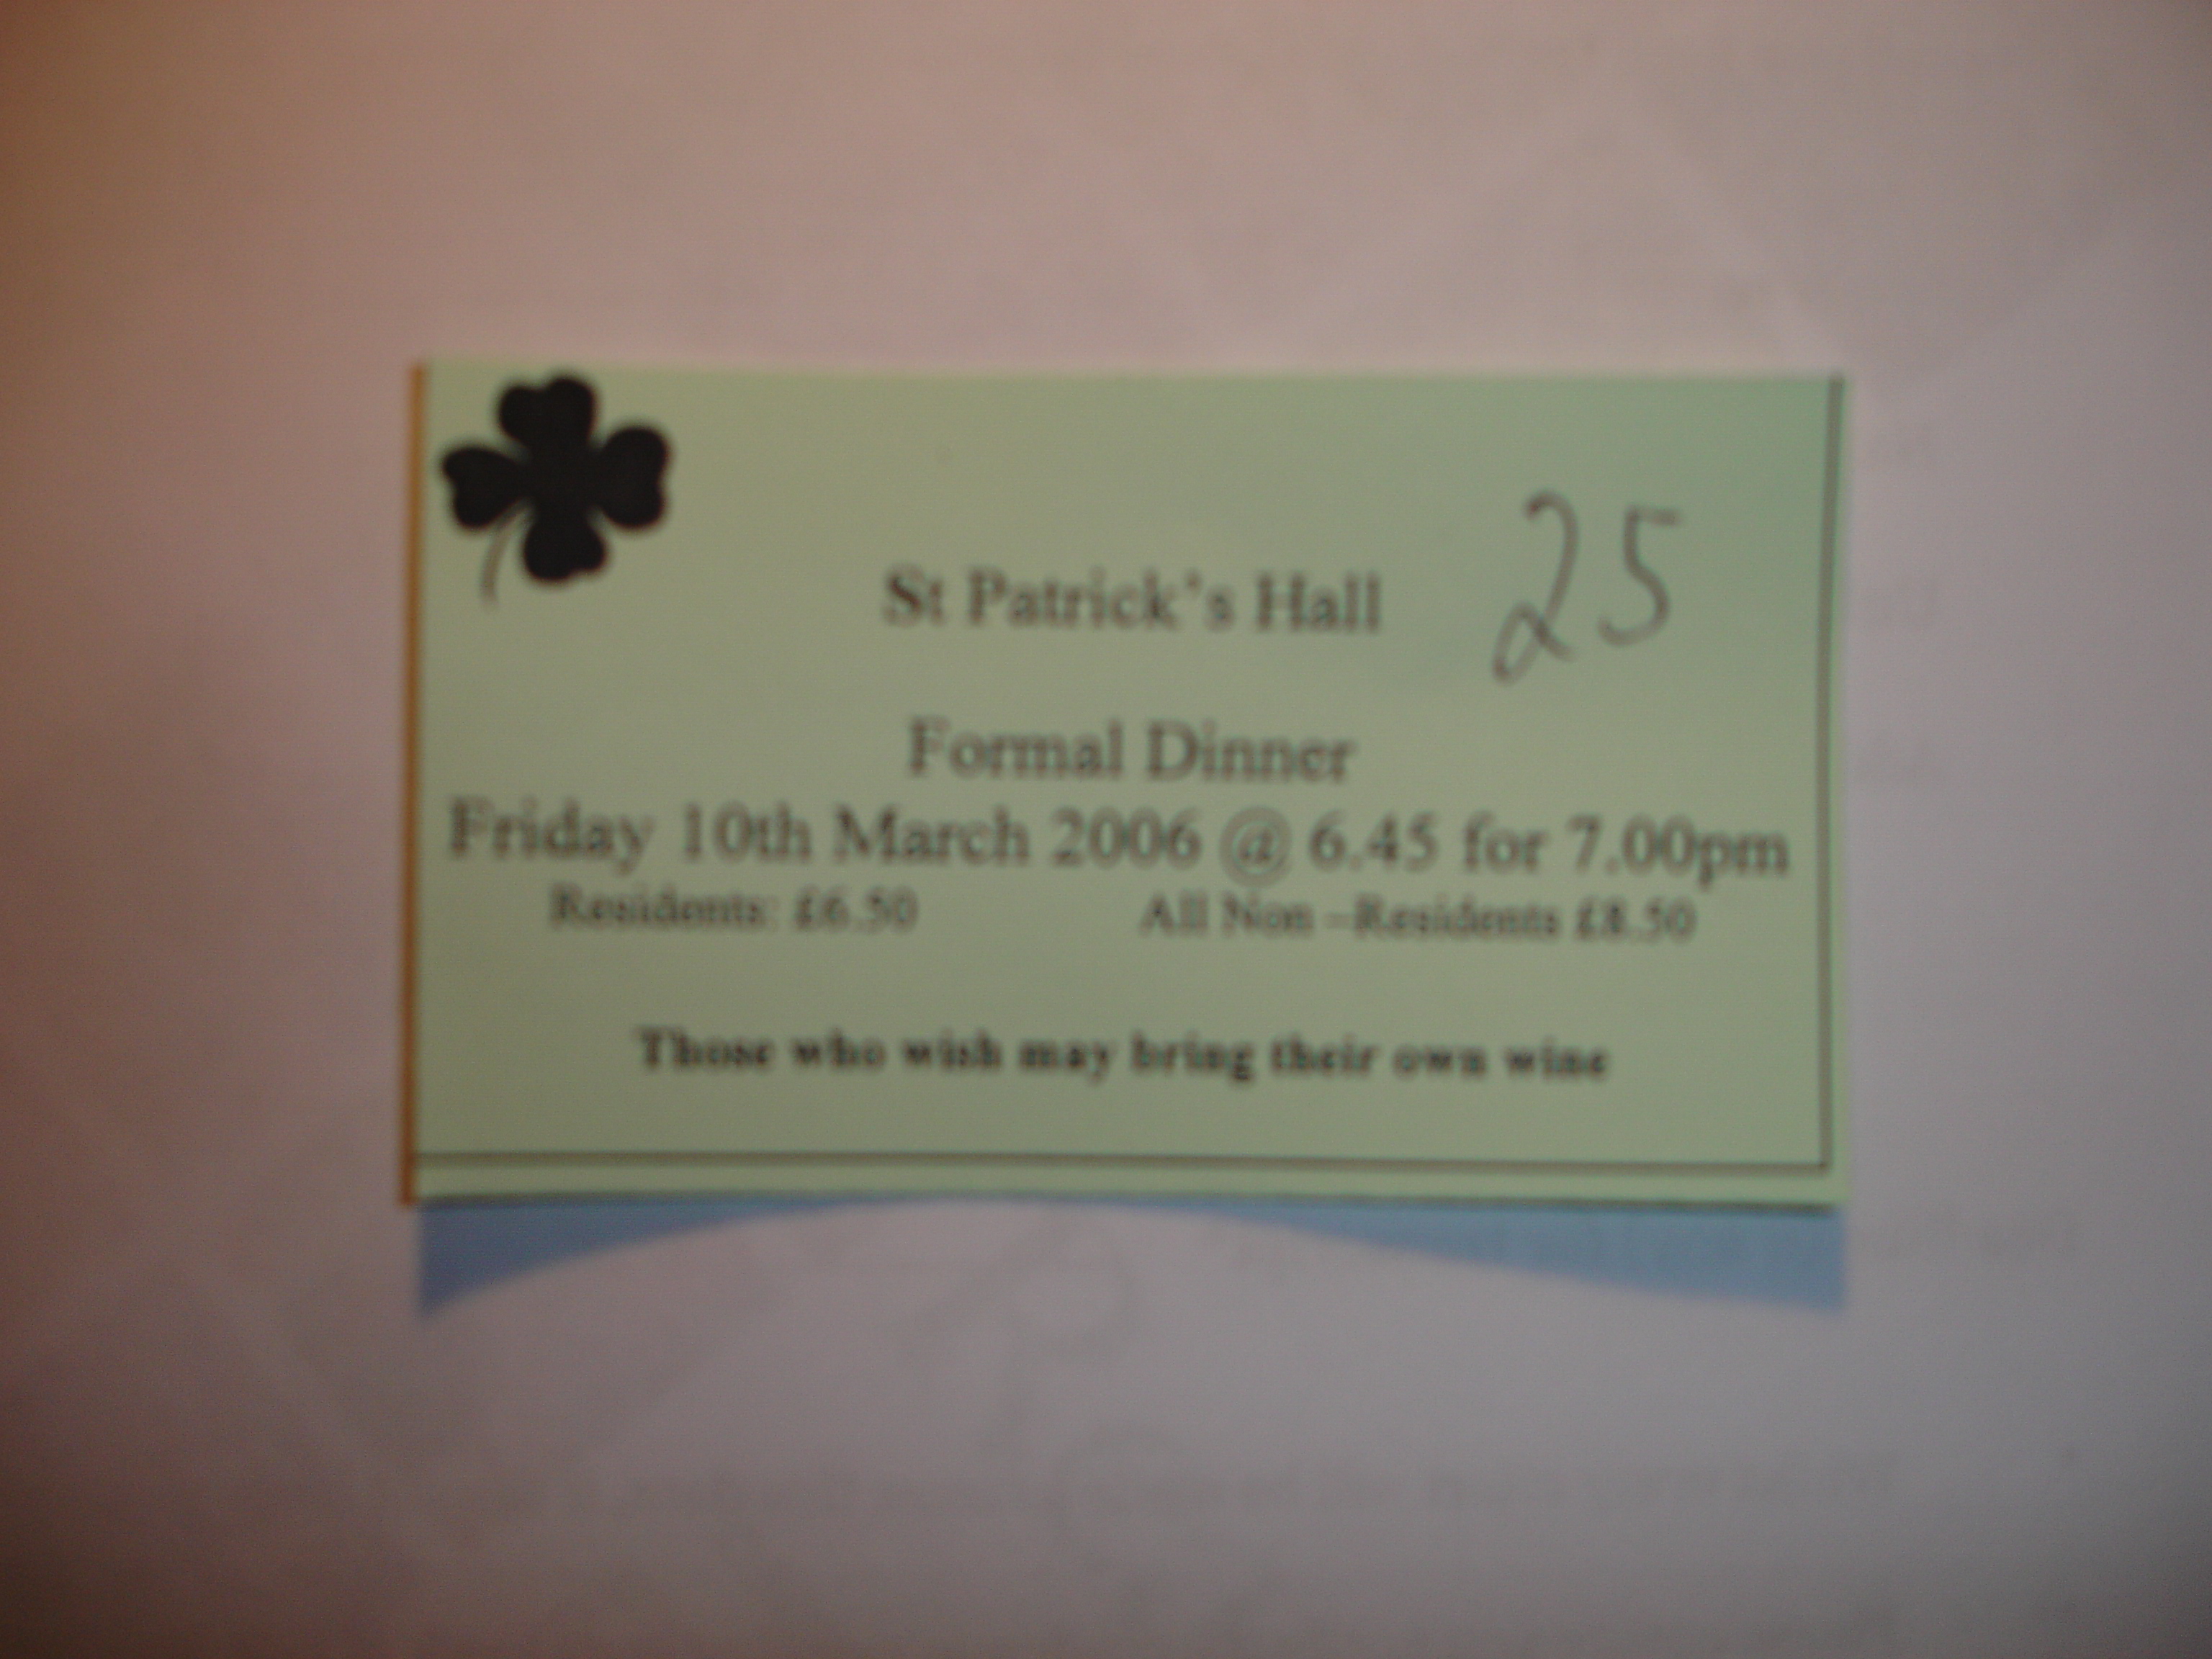 25
St Patrick's Hall
Formal Dinner
Friday 10th March 2006 @ 6.45 for 7.00pm
Residents: £6.50 All Non –Residents £8.50
Those who wish may bring their own wine